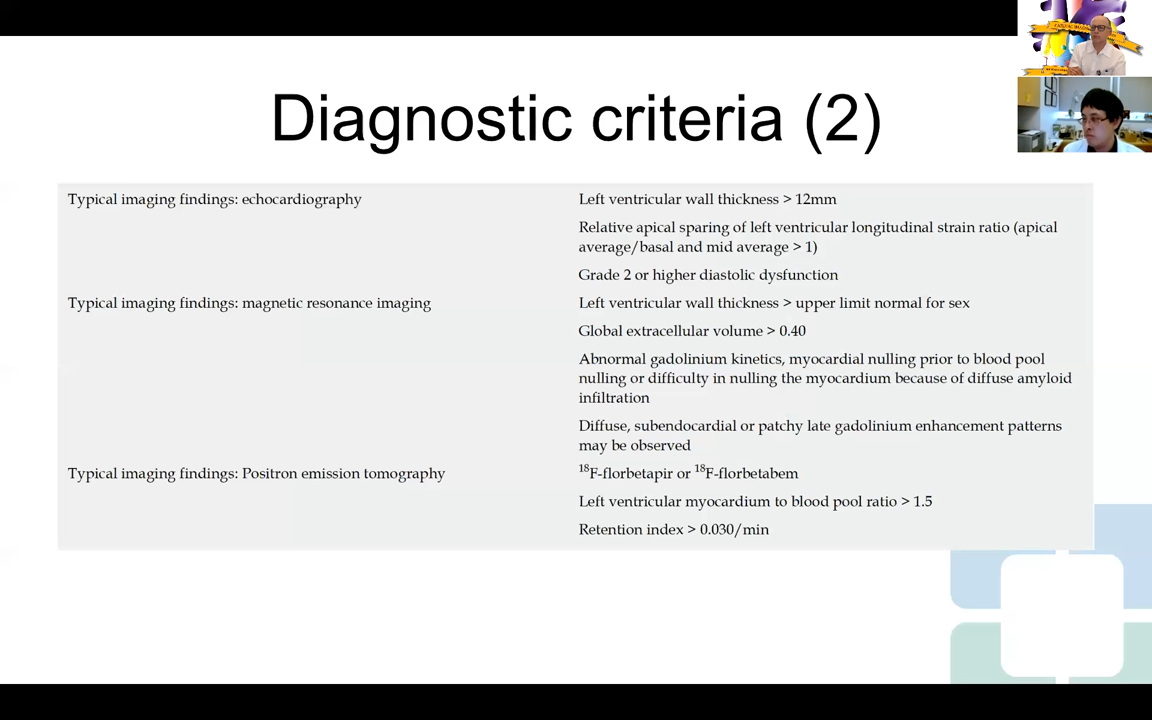 Diagnostic criteria (2)
Typical imaging findings: echocardiography
Left ventricular wall thickness > 12mm
Relative apical sparing of left ventricular longitudinal strain ratio (apical
average/basal and mid average > 1)
Grade 2 or higher diastolic dysfunction
Typical imaging findings: magnetic resonance imaging
Left ventricular wall thickness > upper limit normal for sex
Global extracellular volume > 0.40
Abnormal gadolinium kinetics, myocardial nulling prior to blood pool
nulling or difficulty in nulling the myocardium because of diffuse amyloid
infiltration
Diffuse, subendocardial or patchy late gadolinium enhancement patterns
may be observed
Typical imaging findings: Positron emission tomography
¹⁸F-florbetapir or ¹⁸F-florbetabem
Left ventricular myocardium to blood pool ratio > 1.5
Retention index > 0.030/min